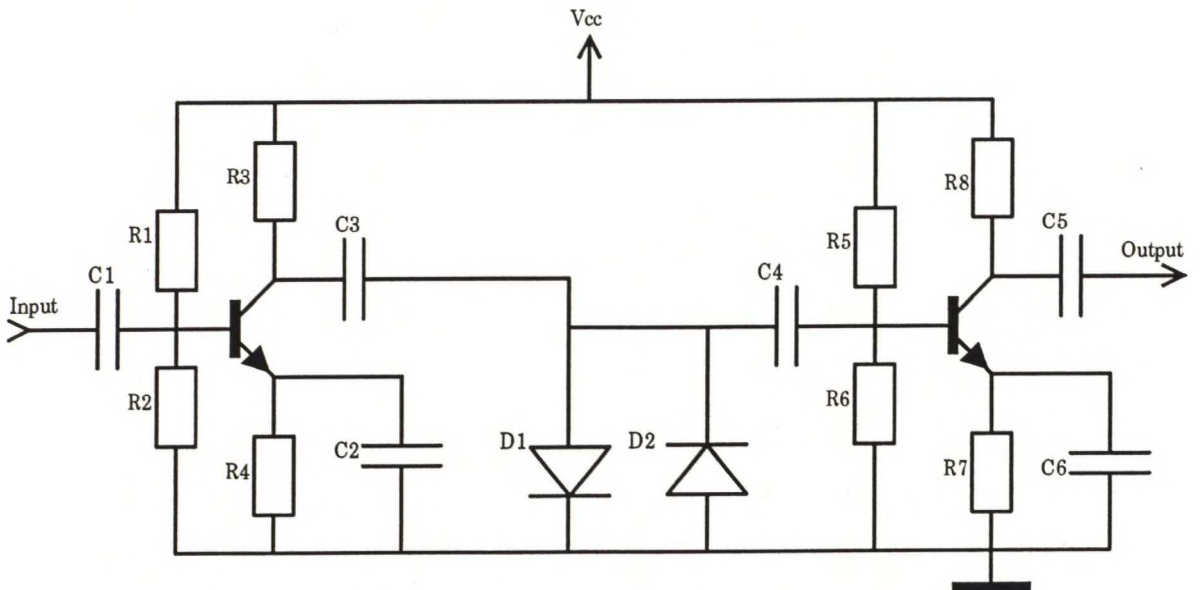 Vcc
R3
R8
C3
C5
R1
R5
Output
C1
C4
Input
R2
R6
D1
D2
C2
R4
R7
C6